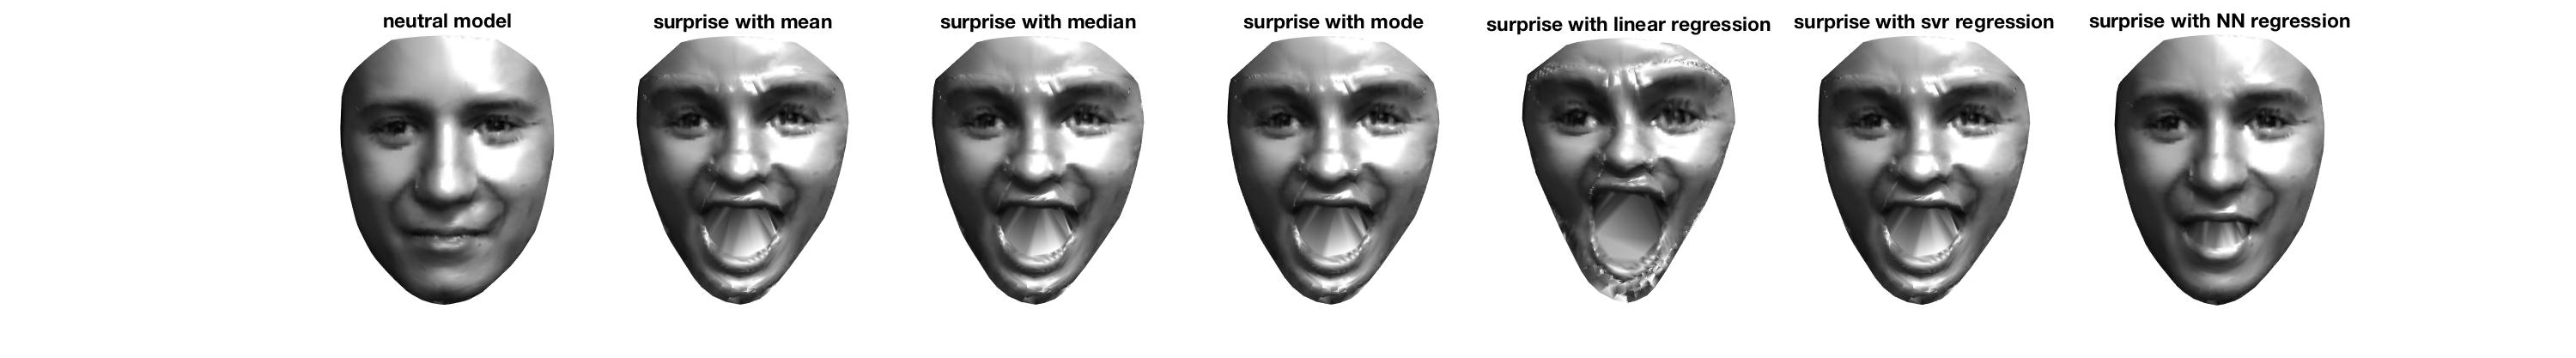 neutral model
surprise with mean
surprise with median
surprise with mode
surprise with linear regression
surprise with svr regression
surprise with NN regression